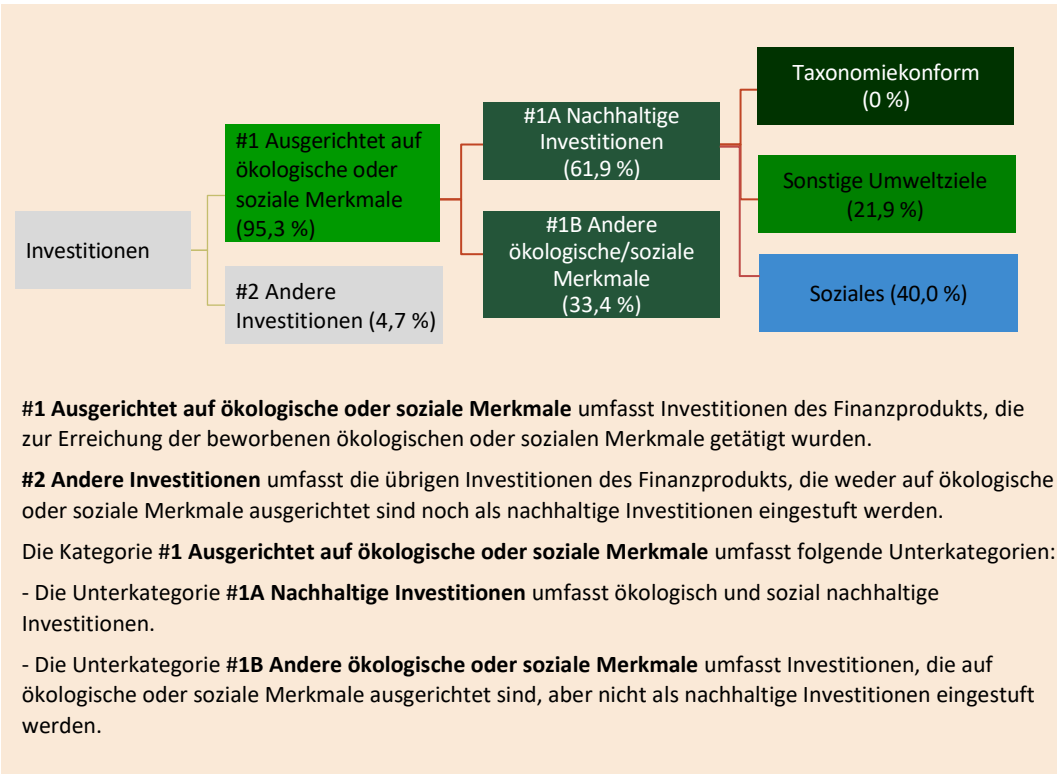 Investitionen
#1 Ausgerichtet auf
ökologische oder
soziale Merkmale
(95,3 %)
#2 Andere
Investitionen (4,7 %)
#1A Nachhaltige
Investitionen
(61,9 %)
#1B Andere
ökologische/soziale
Merkmale
(33,4 %)
Taxonomiekonform
(0 %)
Sonstige Umweltziele
(21,9 %)
Soziales (40,0 %)
#1 Ausgerichtet auf ökologische oder soziale Merkmale umfasst Investitionen des Finanzprodukts, die
zur Erreichung der beworbenen ökologischen oder sozialen Merkmale getätigt wurden.
#2 Andere Investitionen umfasst die übrigen Investitionen des Finanzprodukts, die weder auf ökologische
oder soziale Merkmale ausgerichtet sind noch als nachhaltige Investitionen eingestuft werden.
Die Kategorie #1 Ausgerichtet auf ökologische oder soziale Merkmale umfasst folgende Unterkategorien:
- Die Unterkategorie #1A Nachhaltige Investitionen umfasst ökologisch und sozial nachhaltige
Investitionen.
- Die Unterkategorie #1B Andere ökologische oder soziale Merkmale umfasst Investitionen, die auf
ökologische oder soziale Merkmale ausgerichtet sind, aber nicht als nachhaltige Investitionen eingestuft
werden.